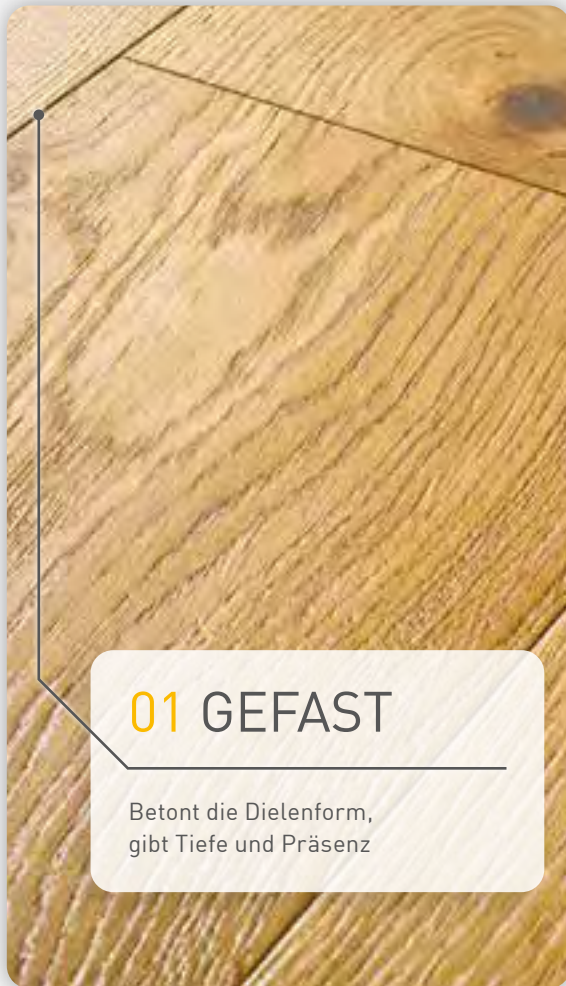 01 GEFAST
Betont die Dielenform,
gibt Tiefe und Präsenz